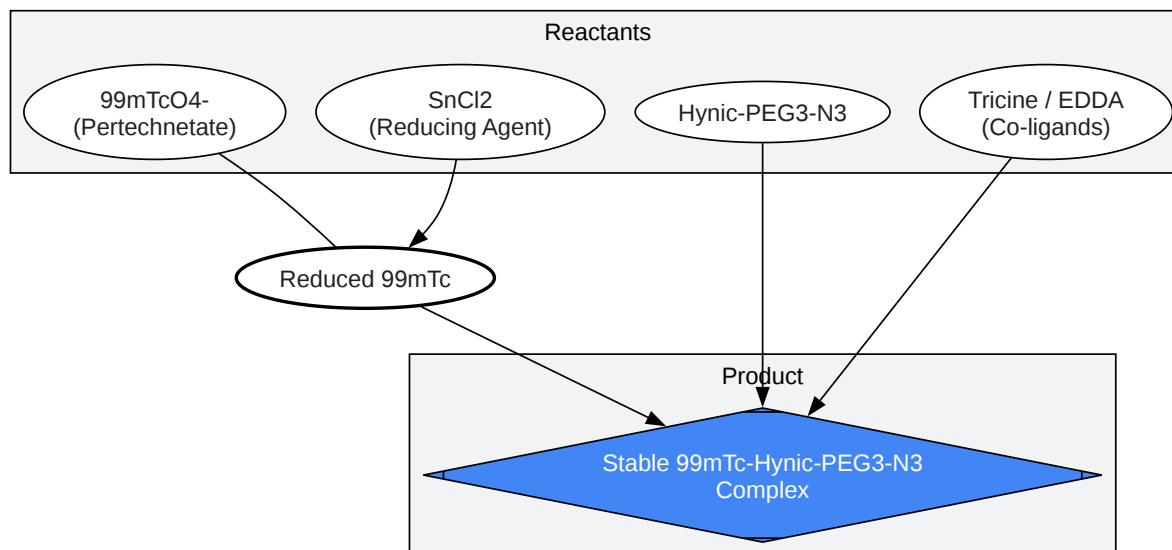 Reactants
99mTcO4-
(Pertechnetate)
SnCl2
(Reducing Agent)
Hynic-PEG3-N3
Tricine / EDDA
(Co-ligands)
Reduced 99mTc
Product
Stable 99mTc-Hynic-PEG3-N3
Complex